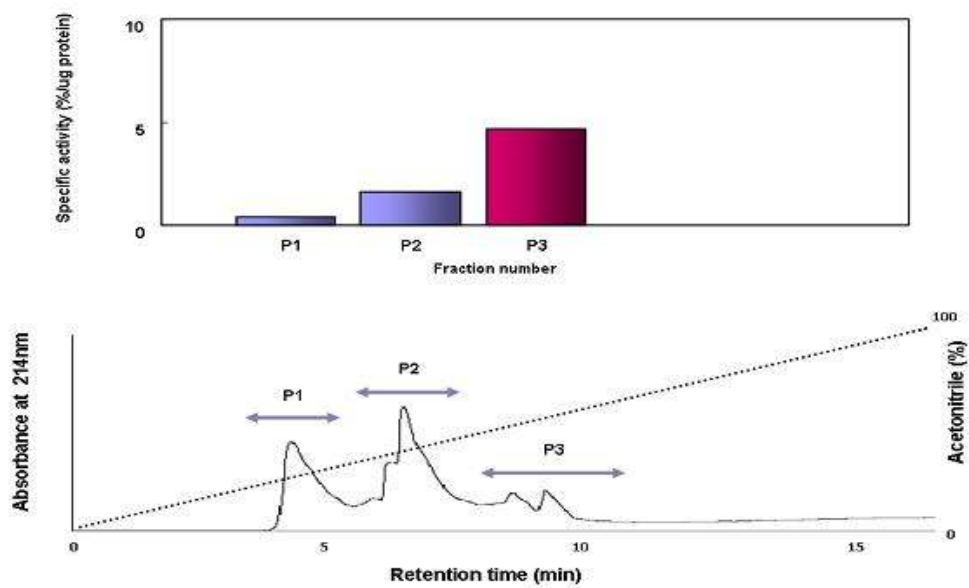 Specific activity (%/ug protein)
10
5
0
P1 P2 P3
Fraction number
Absorbance at 214nm
100
Acetonitrile (%)
P1
P2
P3
0
0 5 10 15
Retention time (min)